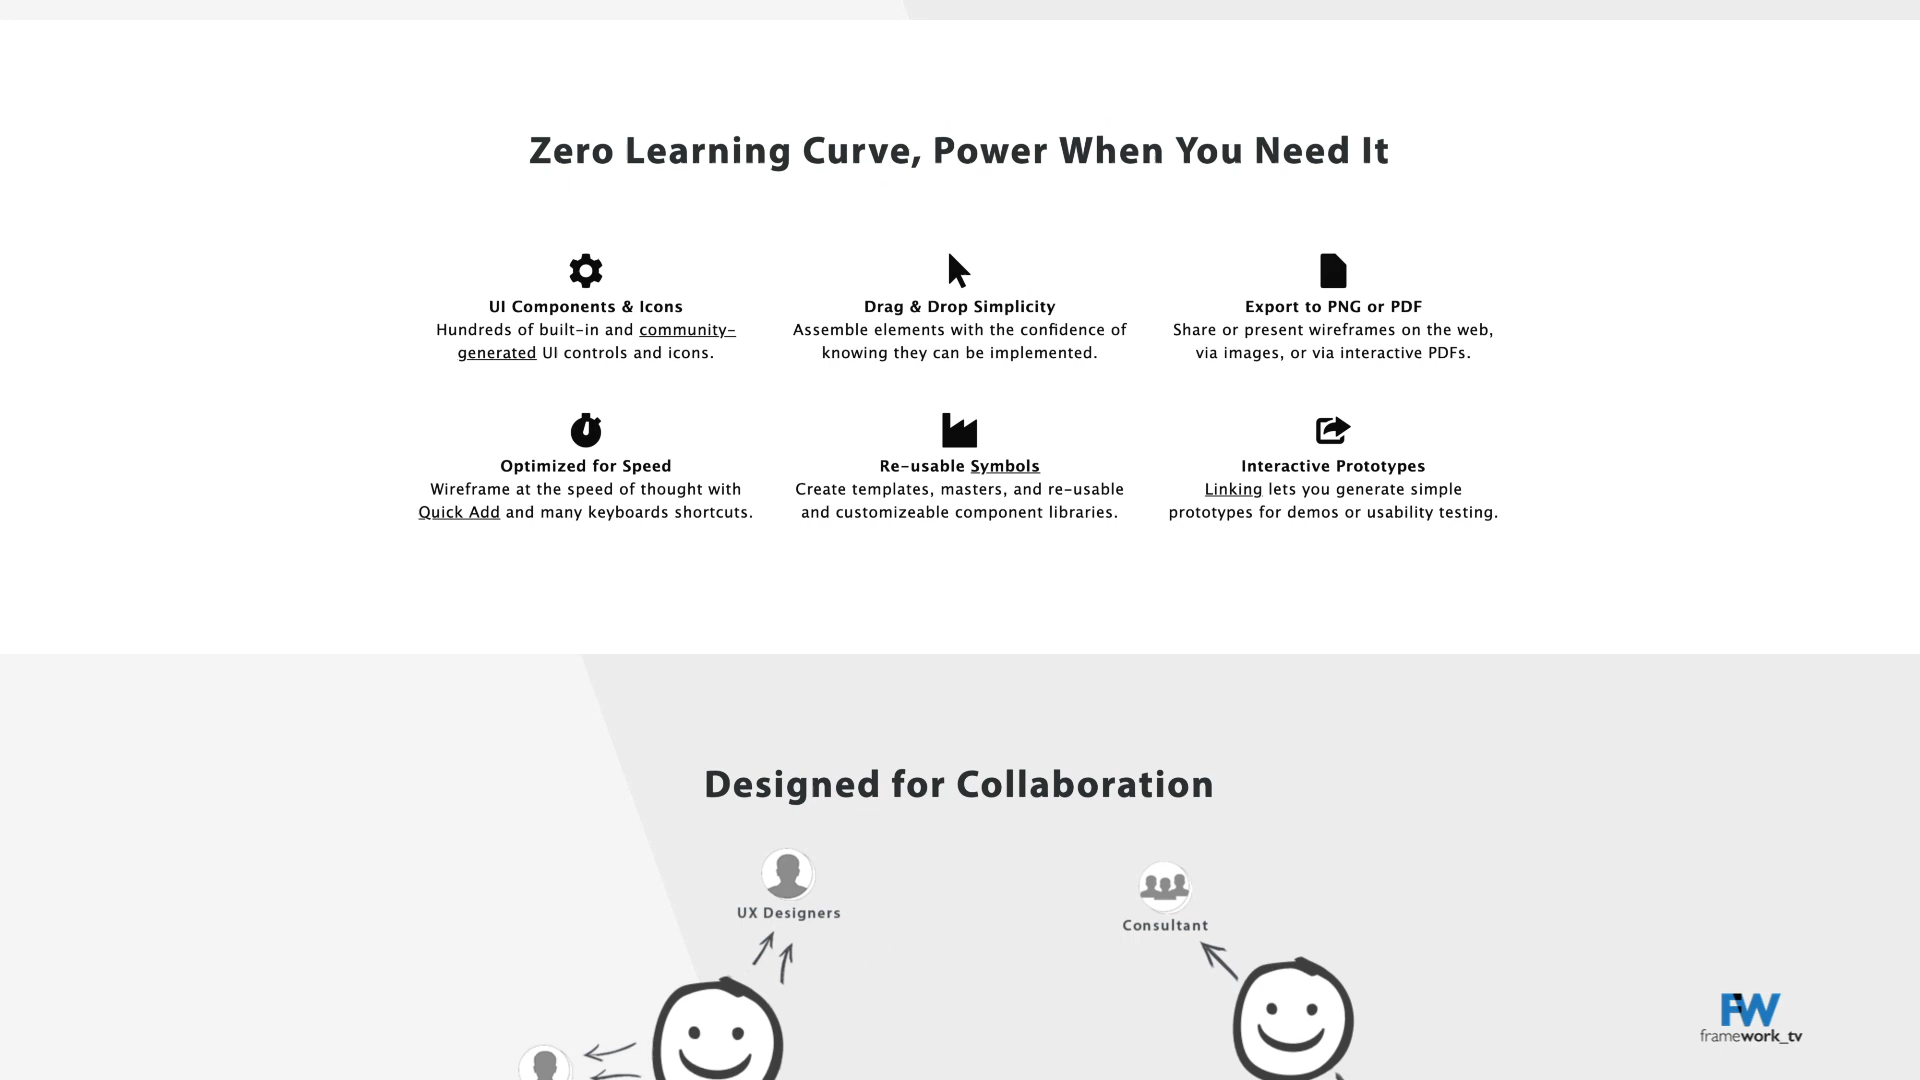 Zero Learning Curve, Power When You Need It
UI Components & Icons
Hundreds of built-in and community-
generated UI controls and icons.
Drag & Drop Simplicity
Assemble elements with the confidence of
knowing they can be implemented.
Export to PNG or PDF
Share or present wireframes on the web,
via images, or via interactive PDFs.
Optimized for Speed
Wireframe at the speed of thought with
Quick Add and many keyboards shortcuts.
Re-usable Symbols
Create templates, masters, and re-usable
and customizeable component libraries.
Interactive Prototypes
Linking lets you generate simple
prototypes for demos or usability testing.
Designed for Collaboration
UX Designers
Consultant
FW
framework_tv